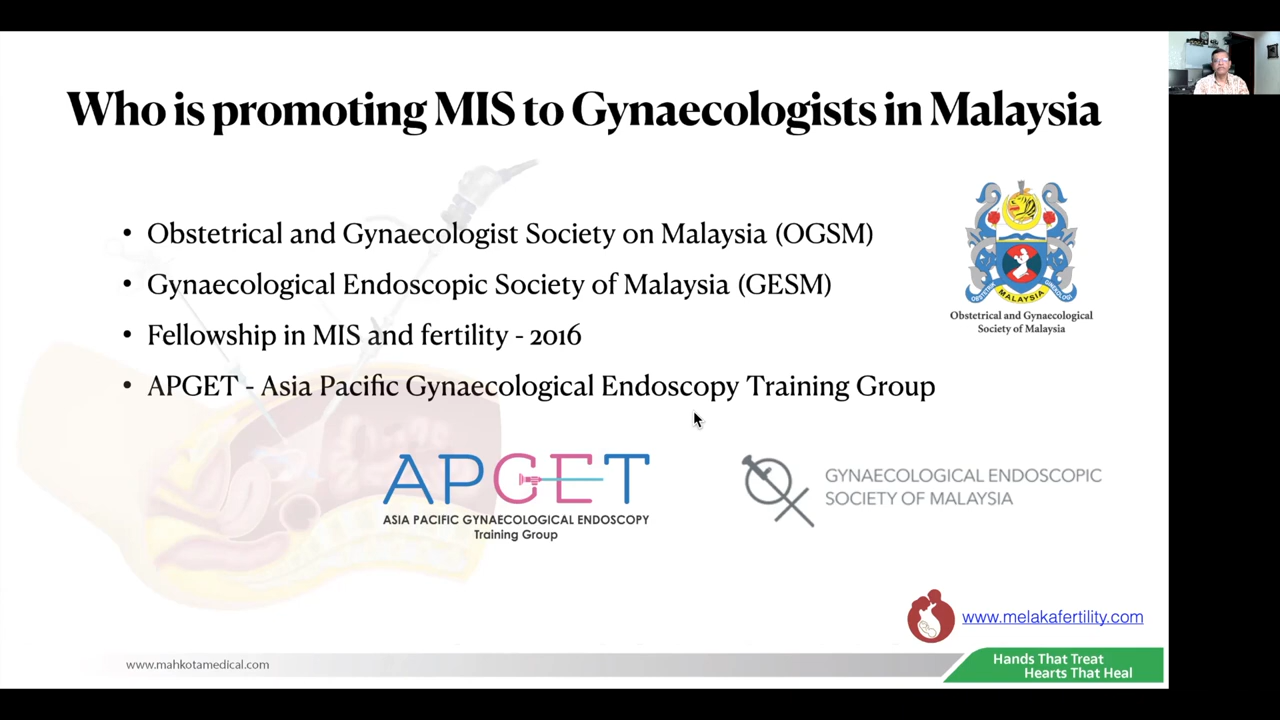 Who is promoting MIS to Gynaecologists in Malaysia
• Obstetrical and Gynaecologist Society on Malaysia (OGSM)
• Gynaecological Endoscopic Society of Malaysia (GESM)
• Fellowship in MIS and fertility - 2016
• APGET - Asia Pacific Gynaecological Endoscopy Training Group
OBSTETRIK
MALAYSIA
GINEKOLOGI
Obstetrical and Gynaecological
Society of Malaysia
APGET
ASIA PACIFIC GYNAECOLOGICAL ENDOSCOPY
Training Group
GYNAECOLOGICAL ENDOSCOPIC
SOCIETY OF MALAYSIA
www.melakafertility.com
www.mahkotamedical.com
Hands That Treat
Hearts That Heal